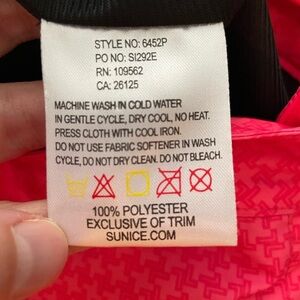 STYLE NO: 6452P
PO NO: SI292E
RN: 109562
CA: 26125
MACHINE WASH IN COLD WATER
IN GENTLE CYCLE, DRY COOL, NO HEAT.
PRESS CLOTH WITH COOL IRON.
DO NOT USE FABRIC SOFTENER IN WASH
CYCLE, DO NOT DRY CLEAN. DO NOT BLEACH.
100% POLYESTER
EXCLUSIVE OF TRIM
SUNICE.COM